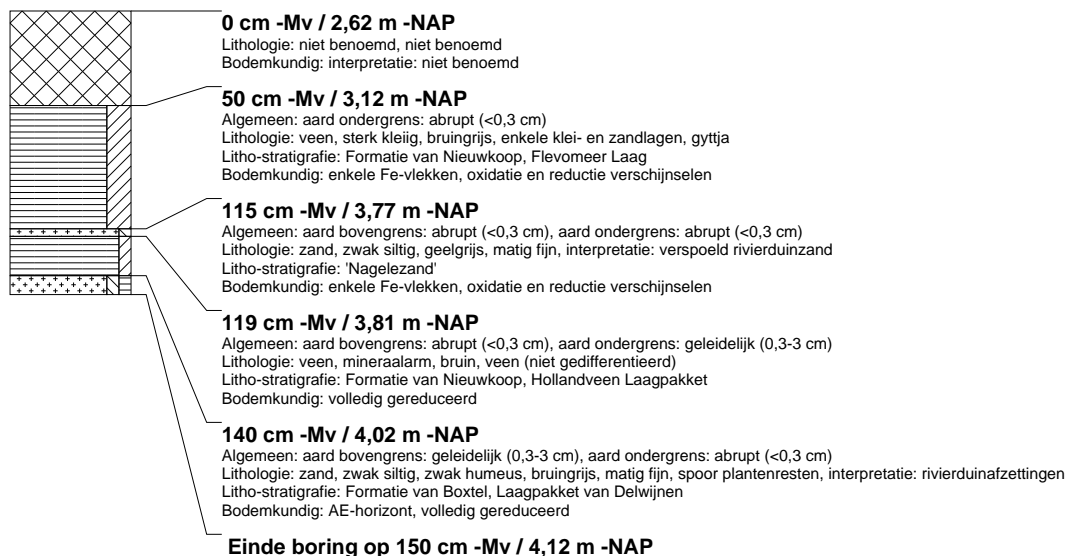 0 cm -Mv / 2,62 m -NAP
Lithologie: niet benoemd, niet benoemd
Bodemkundig: interpretatie: niet benoemd
50 cm -Mv / 3,12 m -NAP
Algemeen: aard ondergrens: abrupt (<0,3 cm)
Lithologie: veen, sterk kleiig, bruingrijs, enkele klei- en zandlagen, gyttja
Litho-stratigrafie: Formatie van Nieuwkoop, Flevomeer Laag
Bodemkundig: enkele Fe-vlekken, oxidatie en reductie verschijnselen
115 cm -Mv / 3,77 m -NAP
Algemeen: aard bovengrens: abrupt (<0,3 cm), aard ondergrens: abrupt (<0,3 cm)
Lithologie: zand, zwak siltig, geelgrijs, matig fijn, interpretatie: verspoeld rivierduinzand
Litho-stratigrafie: 'Nagelezand'
Bodemkundig: enkele Fe-vlekken, oxidatie en reductie verschijnselen
119 cm -Mv / 3,81 m -NAP
Algemeen: aard bovengrens: abrupt (<0,3 cm), aard ondergrens: geleidelijk (0,3-3 cm)
Lithologie: veen, mineraalarm, bruin, veen (niet gedifferentieerd)
Litho-stratigrafie: Formatie van Nieuwkoop, Hollandveen Laagpakket
Bodemkundig: volledig gereduceerd
140 cm -Mv / 4,02 m -NAP
Algemeen: aard bovengrens: geleidelijk (0,3-3 cm), aard ondergrens: abrupt (<0,3 cm)
Lithologie: zand, zwak siltig, zwak humeus, bruingrijs, matig fijn, spoor plantenresten, interpretatie: rivierduinafzettingen
Litho-stratigrafie: Formatie van Boxtel, Laagpakket van Delwijnen
Bodemkundig: AE-horizont, volledig gereduceerd
Einde boring op 150 cm -Mv / 4,12 m -NAP